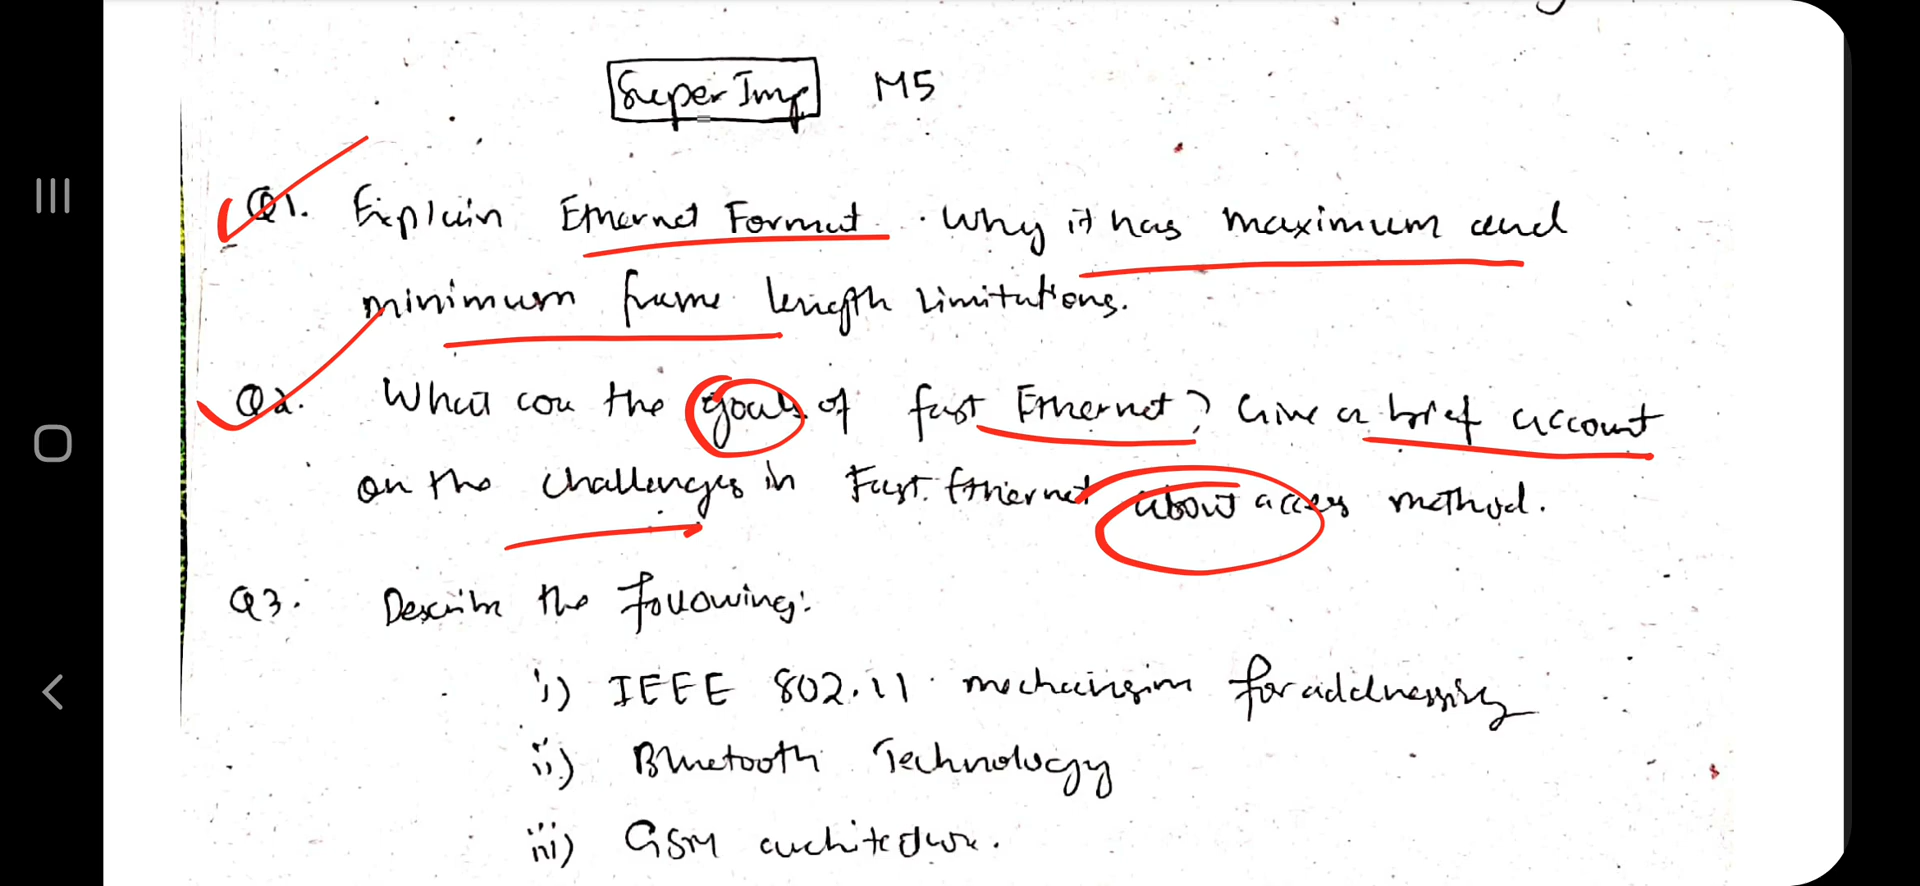 Super Imp M5
Q1. Explain Ethernet Format. Why it has maximum and
minimum frame length limitations.
Q2. What are the goals of fast Ethernet? Give a brief account
on the challenges in Fast Ethernet about access method.
Q3. Describe the following:
i) IEEE 802.11 mechanism for addressing
ii) Bluetooth Technology
iii) GSM architecture.